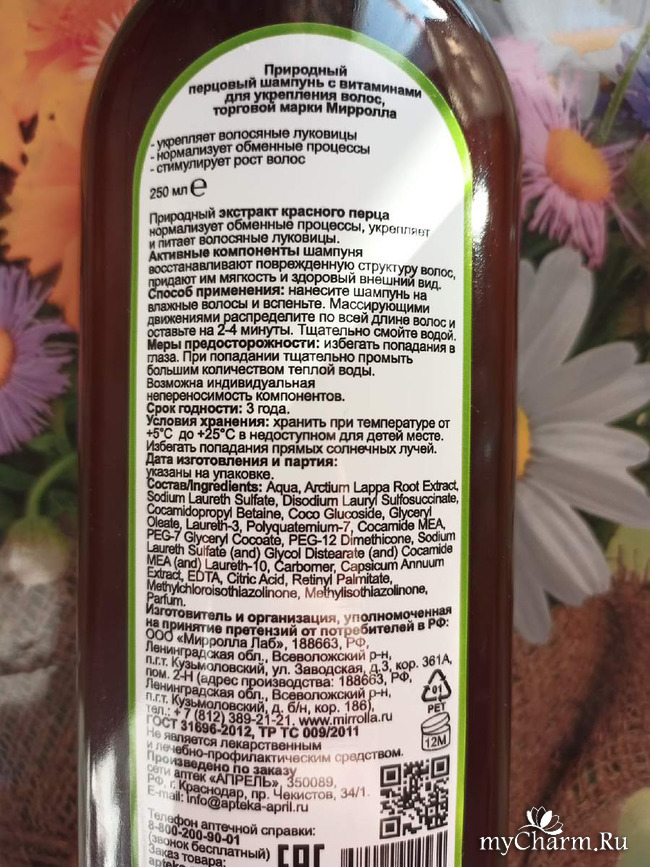 Природный
перцовый шампунь с витаминами
для укрепления волос,
торговой марки Мирролла
- укрепляет волосяные луковицы
- нормализует обменные процессы
- стимулирует рост волос
250 мл ℮
Природный экстракт красного перца
нормализует обменные процессы, укрепляет
и питает волосяные луковицы.
Активные компоненты шампуня
восстанавливают поврежденную структуру волос,
придают им мягкость и здоровый внешний вид.
Способ применения: нанесите шампунь на
влажные волосы и вспеньте. Массирующими
движениями распределите по всей длине волос и
оставьте на 2-4 минуты. Тщательно смойте водой.
Меры предосторожности: избегать попадания в
глаза. При попадании тщательно промыть
большим количеством теплой воды.
Возможна индивидуальная
непереносимость компонентов.
Срок годности: 3 года.
Условия хранения: хранить при температуре от
+5°C до +25°C в недоступном для детей месте.
Избегать попадания прямых солнечных лучей.
Дата изготовления и партия:
указаны на упаковке.
Состав/Ingredients: Aqua, Arctium Lappa Root Extract,
Sodium Laureth Sulfate, Disodium Lauryl Sulfosuccinate,
Cocamidopropyl Betaine, Coco Glucoside, Glyceryl
Oleate, Laureth-3, Polyquaternium-7, Cocamide MEA,
PEG-7 Glyceryl Cocoate, PEG-12 Dimethicone, Sodium
Laureth Sulfate (and) Glycol Distearate (and) Cocamide
MEA (and) Laureth-10, Carbomer, Capsicum Annuum
Extract, EDTA, Citric Acid, Retinyl Palmitate,
Methylchloroisothiazolinone, Methylisothiazolinone,
Parfum.
Изготовитель и организация, уполномоченная
на принятие претензий от потребителей в РФ:
ООО «Мирролла Лаб», 188663, РФ,
Ленинградская обл., Всеволожский р-н,
п.г.т. Кузьмоловский, ул. Заводская, д.3, кор. 361А,
пом. 2-Н (адрес производства: 188663, РФ,
Ленинградская обл., Всеволожский р-н,
п.г.т. Кузьмоловский, д. б/н, кор. 186),
тел.: + 7 (812) 389-21-21. www.mirrolla.ru
ГОСТ 31696-2012, ТР ТС 009/2011
Не является лекарственным
и лечебно-профилактическим средством.
Произведено по заказу
сети аптек «АПРЕЛЬ», 350089,
РФ, г. Краснодар, пр. Чекистов, 34/1.
E-mail: info@apteka-april.ru
Телефон аптечной справки:
8-800-200-90-01
(звонок бесплатный)
Заказ товара:
01
PET
12M
EAC
myCharm.Ru